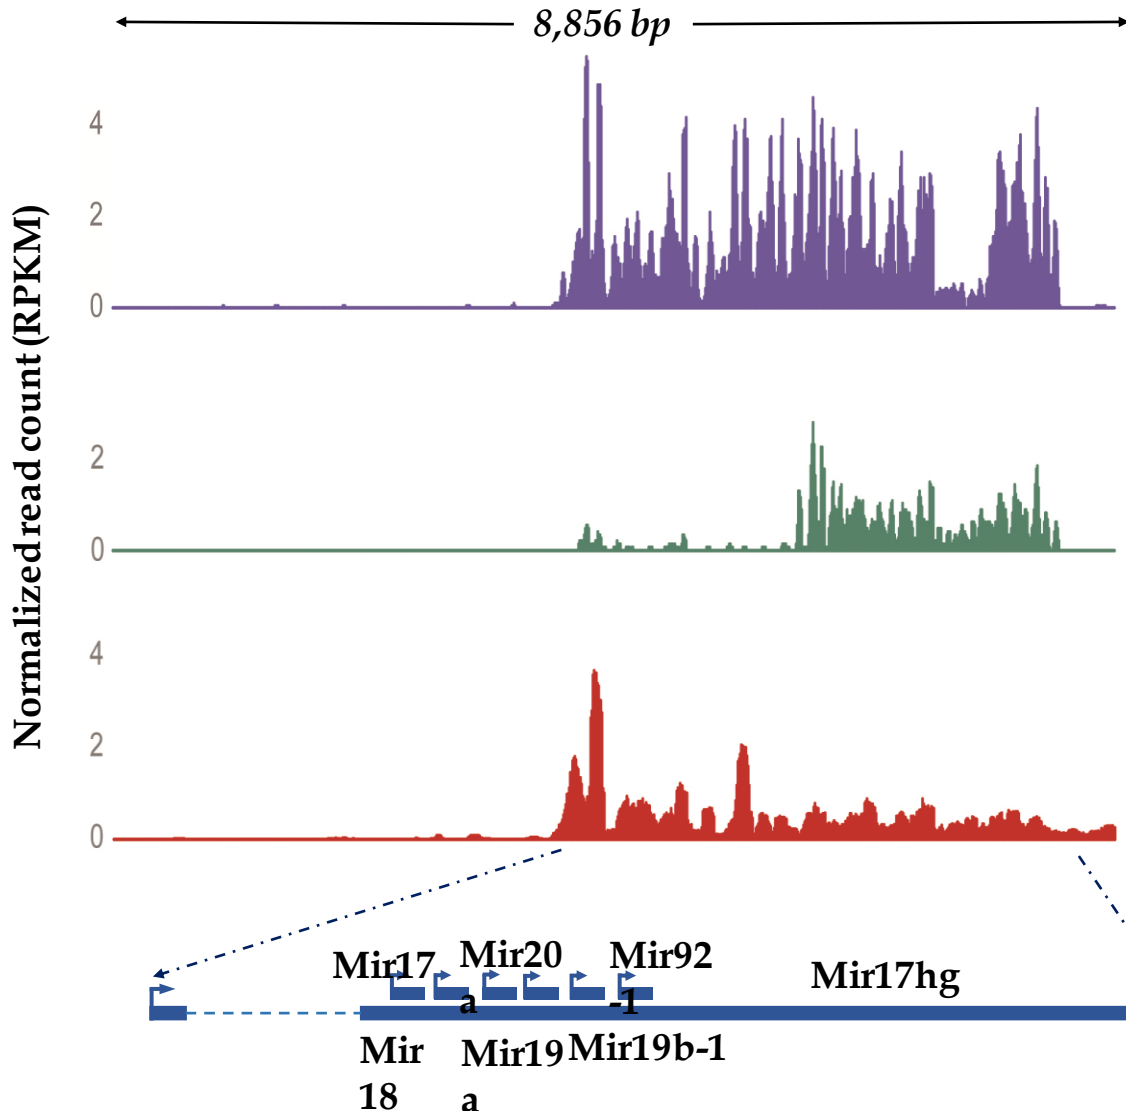 8,856 bp
Normalized read count (RPKM)
4
2
0
2
0
4
2
0
Mir17
Mir20
a
Mir92
-1
Mir17hg
Mir
18
Mir19
a
Mir19b-1